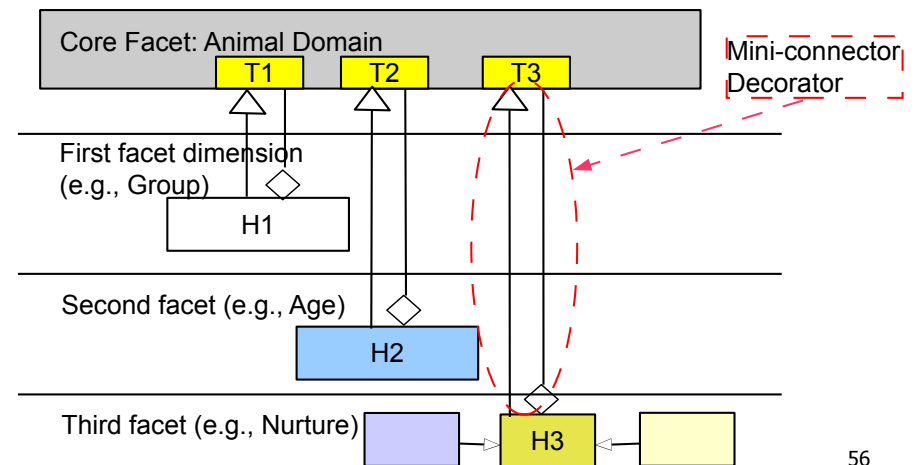 Core Facet: Animal Domain
T1
T2
T3
Mini-connector
Decorator
First facet dimension
(e.g., Group)
H1
Second facet (e.g., Age)
H2
Third facet (e.g., Nurture)
H3
56